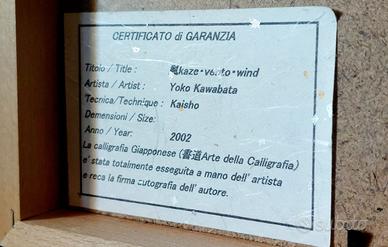 CERTIFICATO di GARANZIA
Titolo / Title : 風kaze・vento・wind
Artista / Artist : Yoko Kawabata
Tecnica/Technique : Kaisho
Demensioni / Size:
Anno / Year: 2002
La calligrafia Giapponese (書道Arte della Calligrafia)
e' stata totalmente esseguita a mano dell' artista
e reca la firma autografa dell' autore.
subito